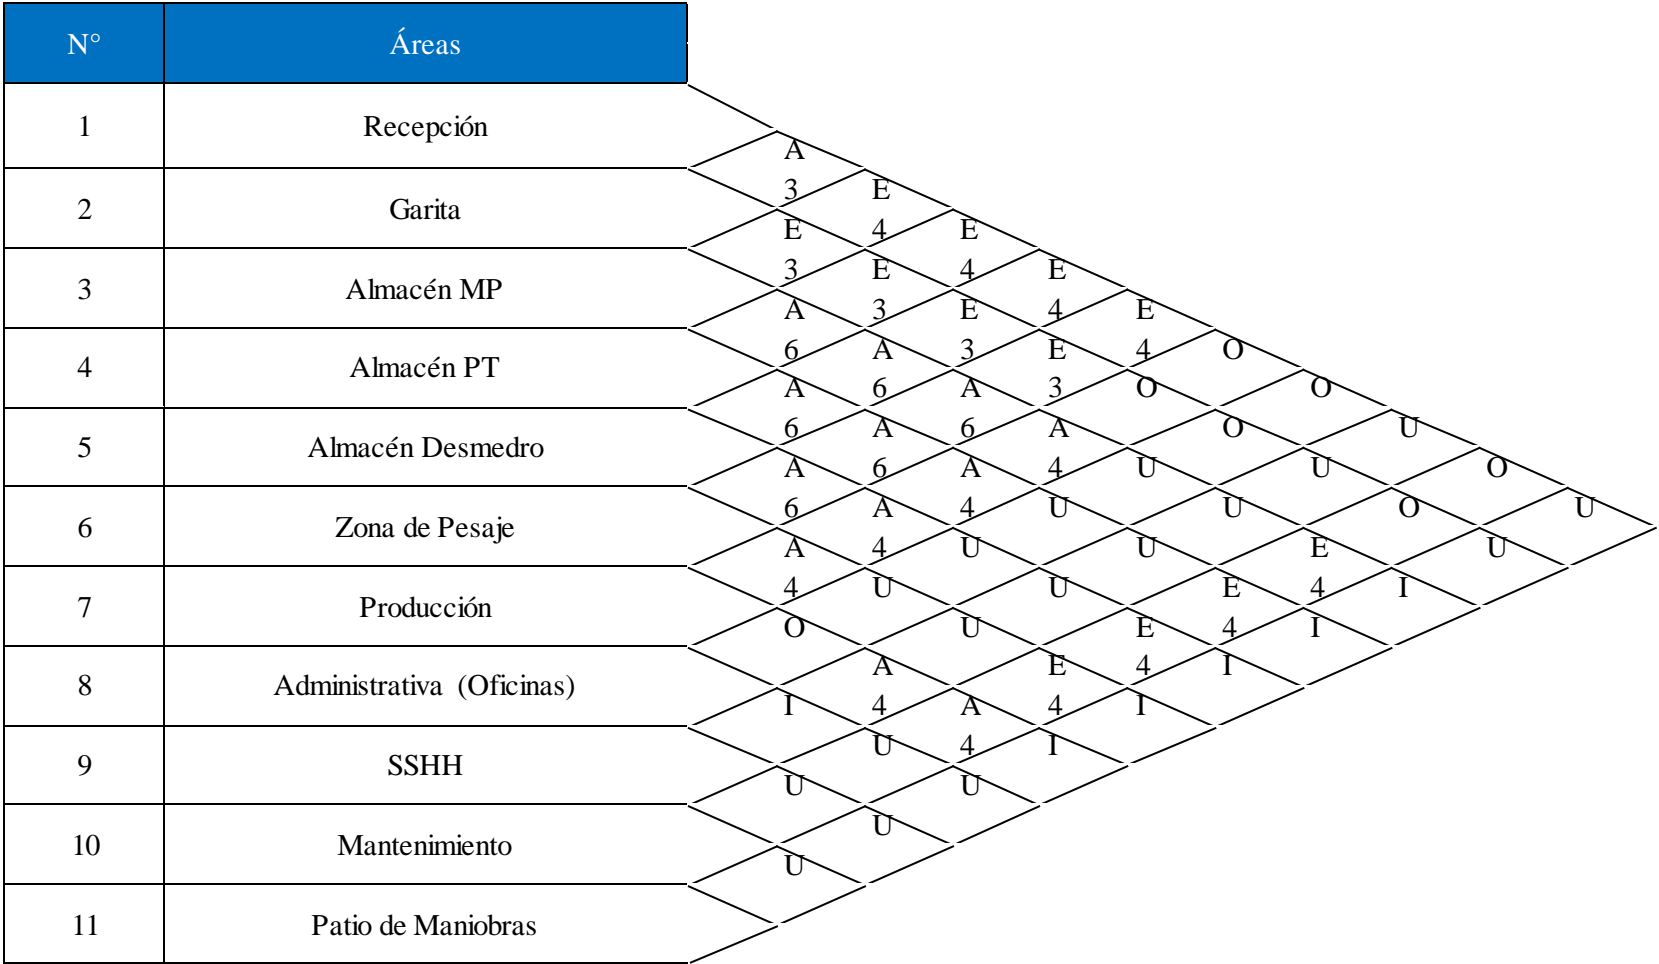 N° Áreas
1 Recepción
A
3 E
2 Garita
E 4 E
3 E 4 E
3 Almacén MP
A 3 E 4 E
6 A 3 E 4 O
4 Almacén PT
A 6 A 3 O O
6 A 6 A O U
5 Almacén Desmedro
A 6 A 4 U U O
6 A 4 U U O U
6 Zona de Pesaje
A 4 U U E U
4 U U E 4 I
7 Producción
O U E 4 I
A E 4 I
8 Administrativa (Oficinas)
I 4 A 4 I
U 4 I
9 SSHH
U U
U
10 Mantenimiento
U
11 Patio de Maniobras